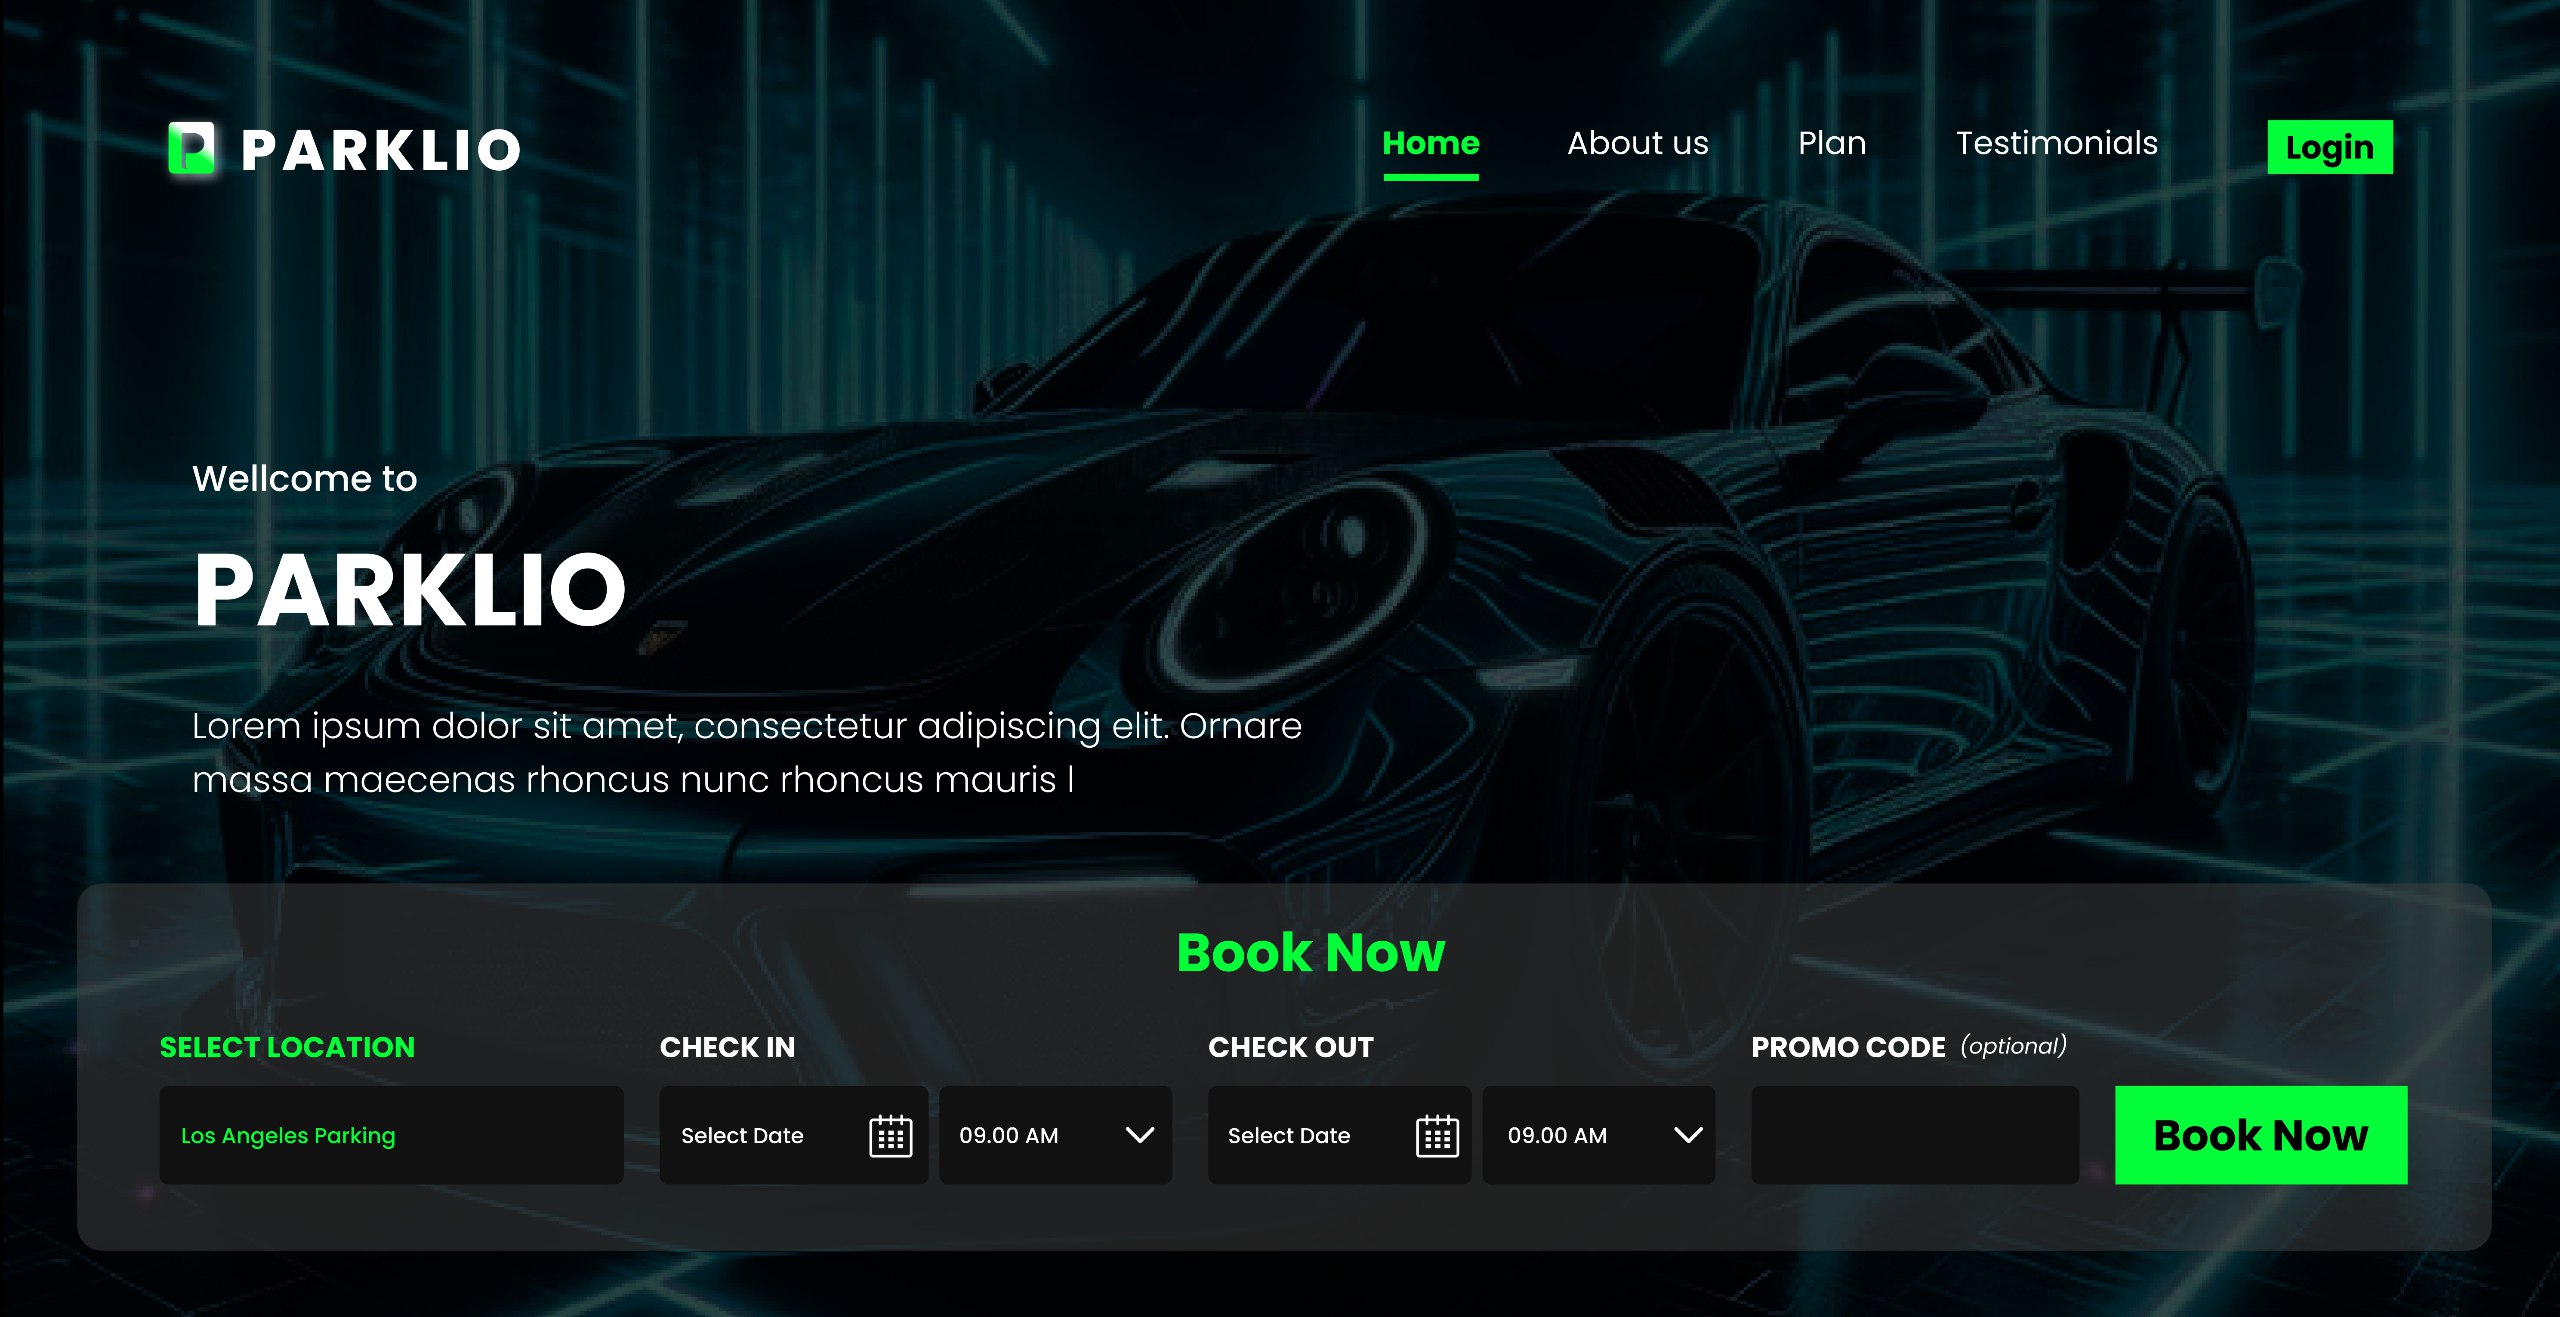 PARKLIO
Home
About us
Plan
Testimonials
Login
Wellcome to
PARKLIO
Lorem ipsum dolor sit amet, consectetur adipiscing elit. Ornare
massa maecenas rhoncus nunc rhoncus mauris l
Book Now
SELECT LOCATION
Los Angeles Parking
CHECK IN
Select Date
09.00 AM
CHECK OUT
Select Date
09.00 AM
PROMO CODE (optional)
Book Now